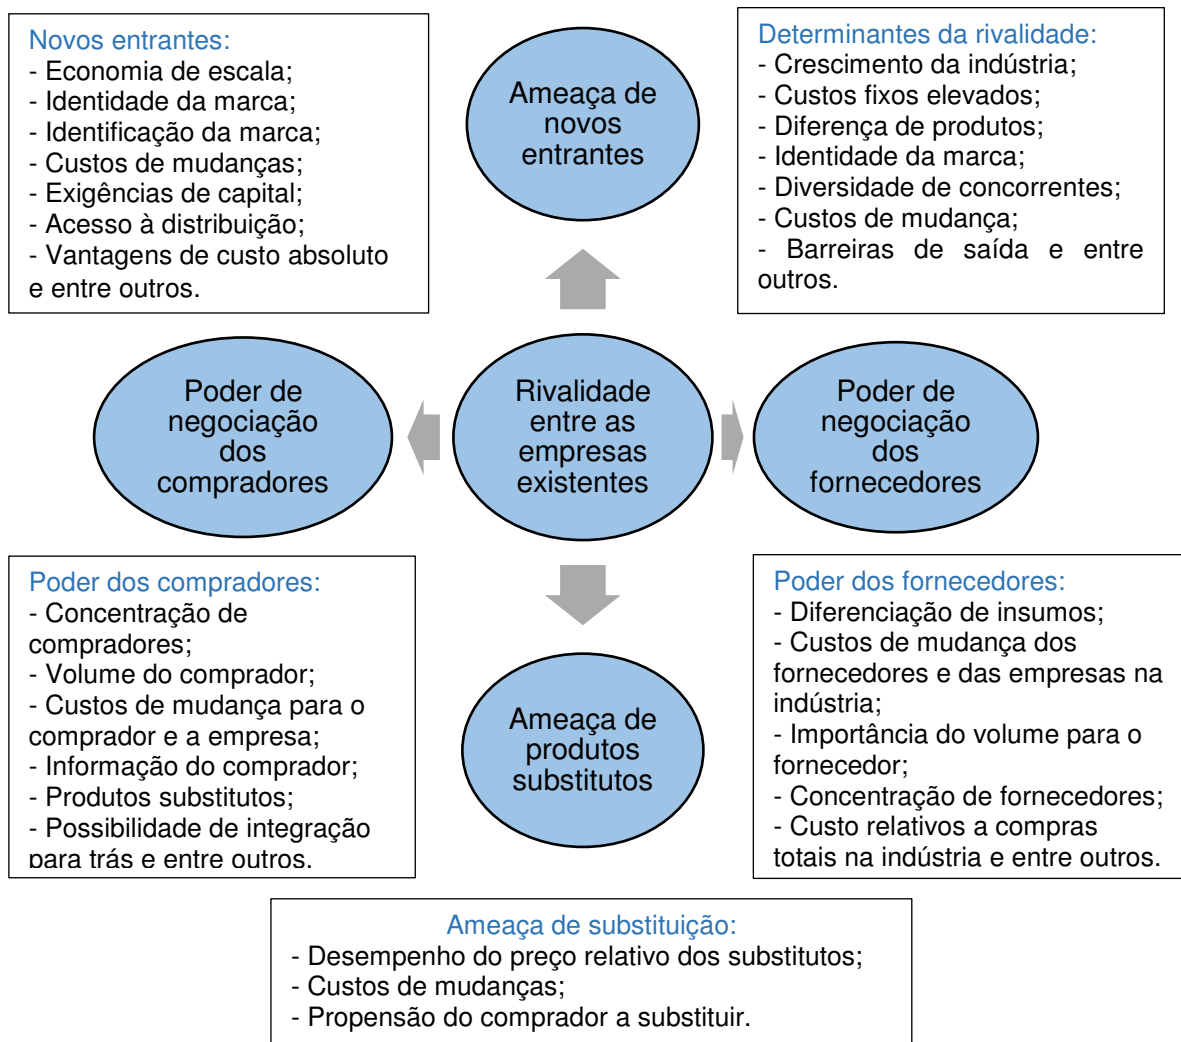 Novos entrantes:
- Economia de escala;
- Identidade da marca;
- Identificação da marca;
- Custos de mudanças;
- Exigências de capital;
- Acesso à distribuição;
- Vantagens de custo absoluto
e entre outros.
Ameaça de
novos
entrantes
Determinantes da rivalidade:
- Crescimento da indústria;
- Custos fixos elevados;
- Diferença de produtos;
- Identidade da marca;
- Diversidade de concorrentes;
- Custos de mudança;
- Barreiras de saída e entre
outros.
Poder de
negociação
dos
compradores
Rivalidade
entre as
empresas
existentes
Poder de
negociação
dos
fornecedores
Poder dos compradores:
- Concentração de
compradores;
- Volume do comprador;
- Custos de mudança para o
comprador e a empresa;
- Informação do comprador;
- Produtos substitutos;
- Possibilidade de integração
para trás e entre outros.
Ameaça de
produtos
substitutos
Poder dos fornecedores:
- Diferenciação de insumos;
- Custos de mudança dos
fornecedores e das empresas na
indústria;
- Importância do volume para o
fornecedor;
- Concentração de fornecedores;
- Custo relativos a compras
totais na indústria e entre outros.
Ameaça de substituição:
- Desempenho do preço relativo dos substitutos;
- Custos de mudanças;
- Propensão do comprador a substituir.